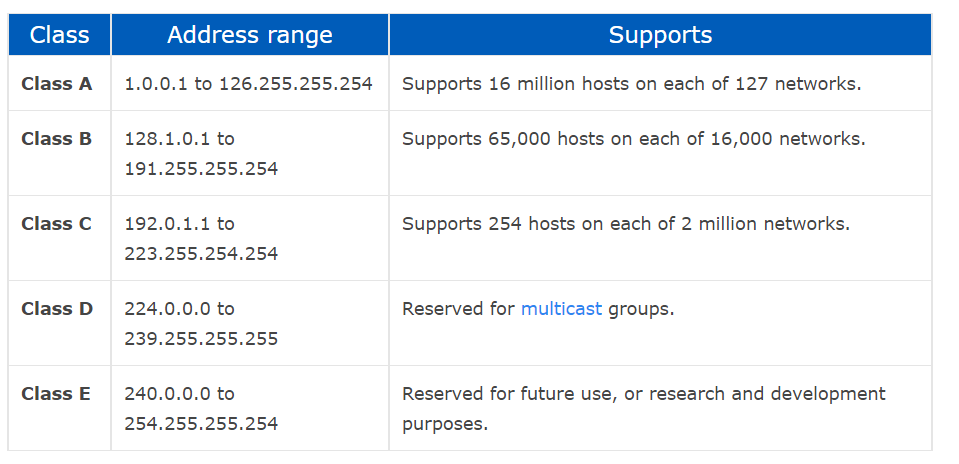 Class Address range Supports
Class A 1.0.0.1 to 126.255.255.254 Supports 16 million hosts on each of 127 networks.
Class B 128.1.0.1 to Supports 65,000 hosts on each of 16,000 networks.
191.255.255.254
Class C 192.0.1.1 to Supports 254 hosts on each of 2 million networks.
223.255.254.254
Class D 224.0.0.0 to Reserved for multicast groups.
239.255.255.255
Class E 240.0.0.0 to Reserved for future use, or research and development
254.255.255.254 purposes.